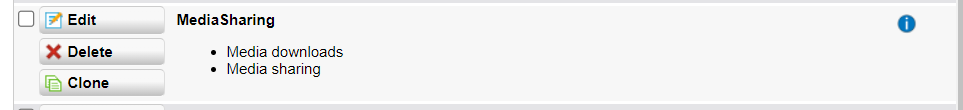 Edit
MediaSharing
Delete
Media downloads
Media sharing
Clone